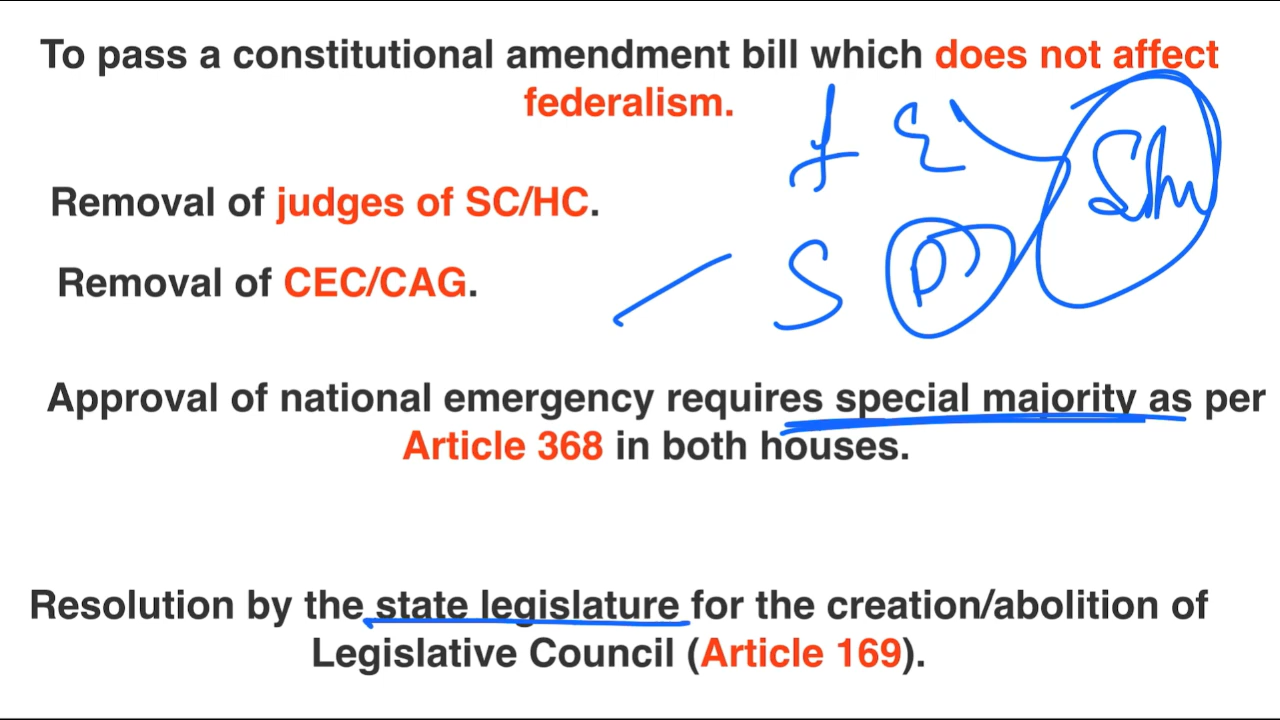 To pass a constitutional amendment bill which does not affect
federalism.
Removal of judges of SC/HC.
Removal of CEC/CAG.
S P
Approval of national emergency requires special majority as per
Article 368 in both houses.
Resolution by the state legislature for the creation/abolition of
Legislative Council (Article 169).